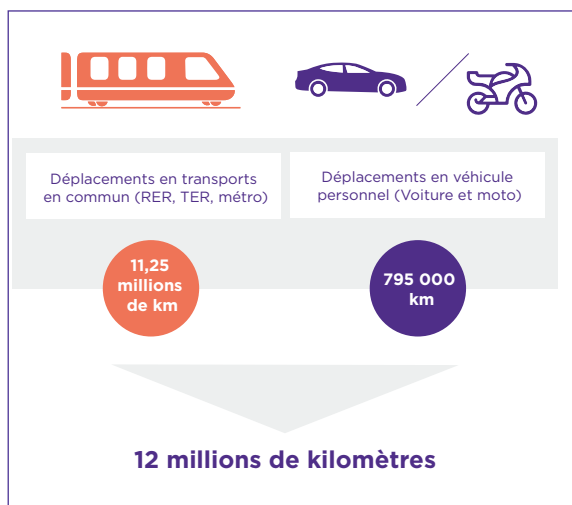 Déplacements en transports
en commun (RER, TER, métro)
Déplacements en véhicule
personnel (Voiture et moto)
11,25
millions
de km
795 000
km
12 millions de kilomètres